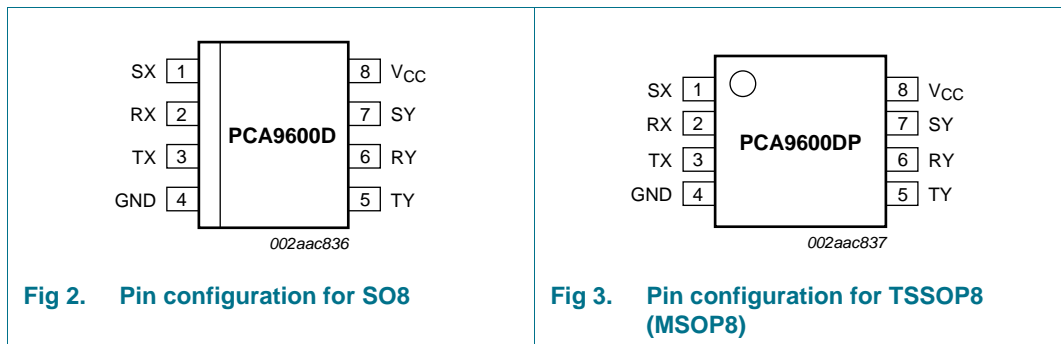 SX 1 8 VCC
RX 2 7 SY
PCA9600D
TX 3 6 RY
GND 4 5 TY
002aac836
Fig 2. Pin configuration for SO8
SX 1 8 VCC
RX 2 7 SY
PCA9600DP
TX 3 6 RY
GND 4 5 TY
002aac837
Fig 3. Pin configuration for TSSOP8
(MSOP8)